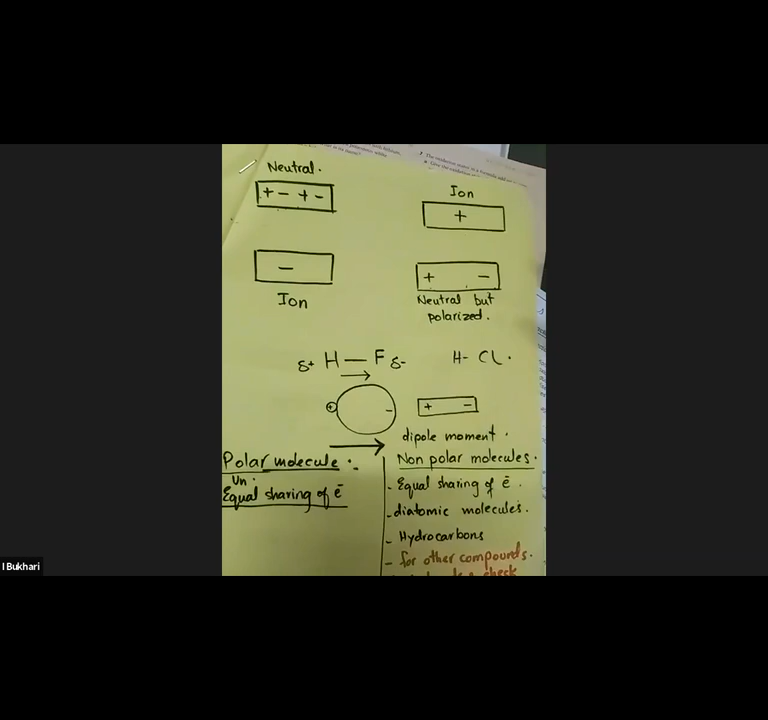 Neutral.
+ - + -
Ion
+
-
Ion
+ -
Neutral but
polarized.
δ+ H — F δ-
H - Cl.
+ -
+ -
dipole moment.
Polar molecule :-
Un.
Equal sharing of ē
Non polar molecules.
- Equal sharing of ē.
- diatomic molecules.
- Hydrocarbons
- for other compounds.
check
I Bukhari